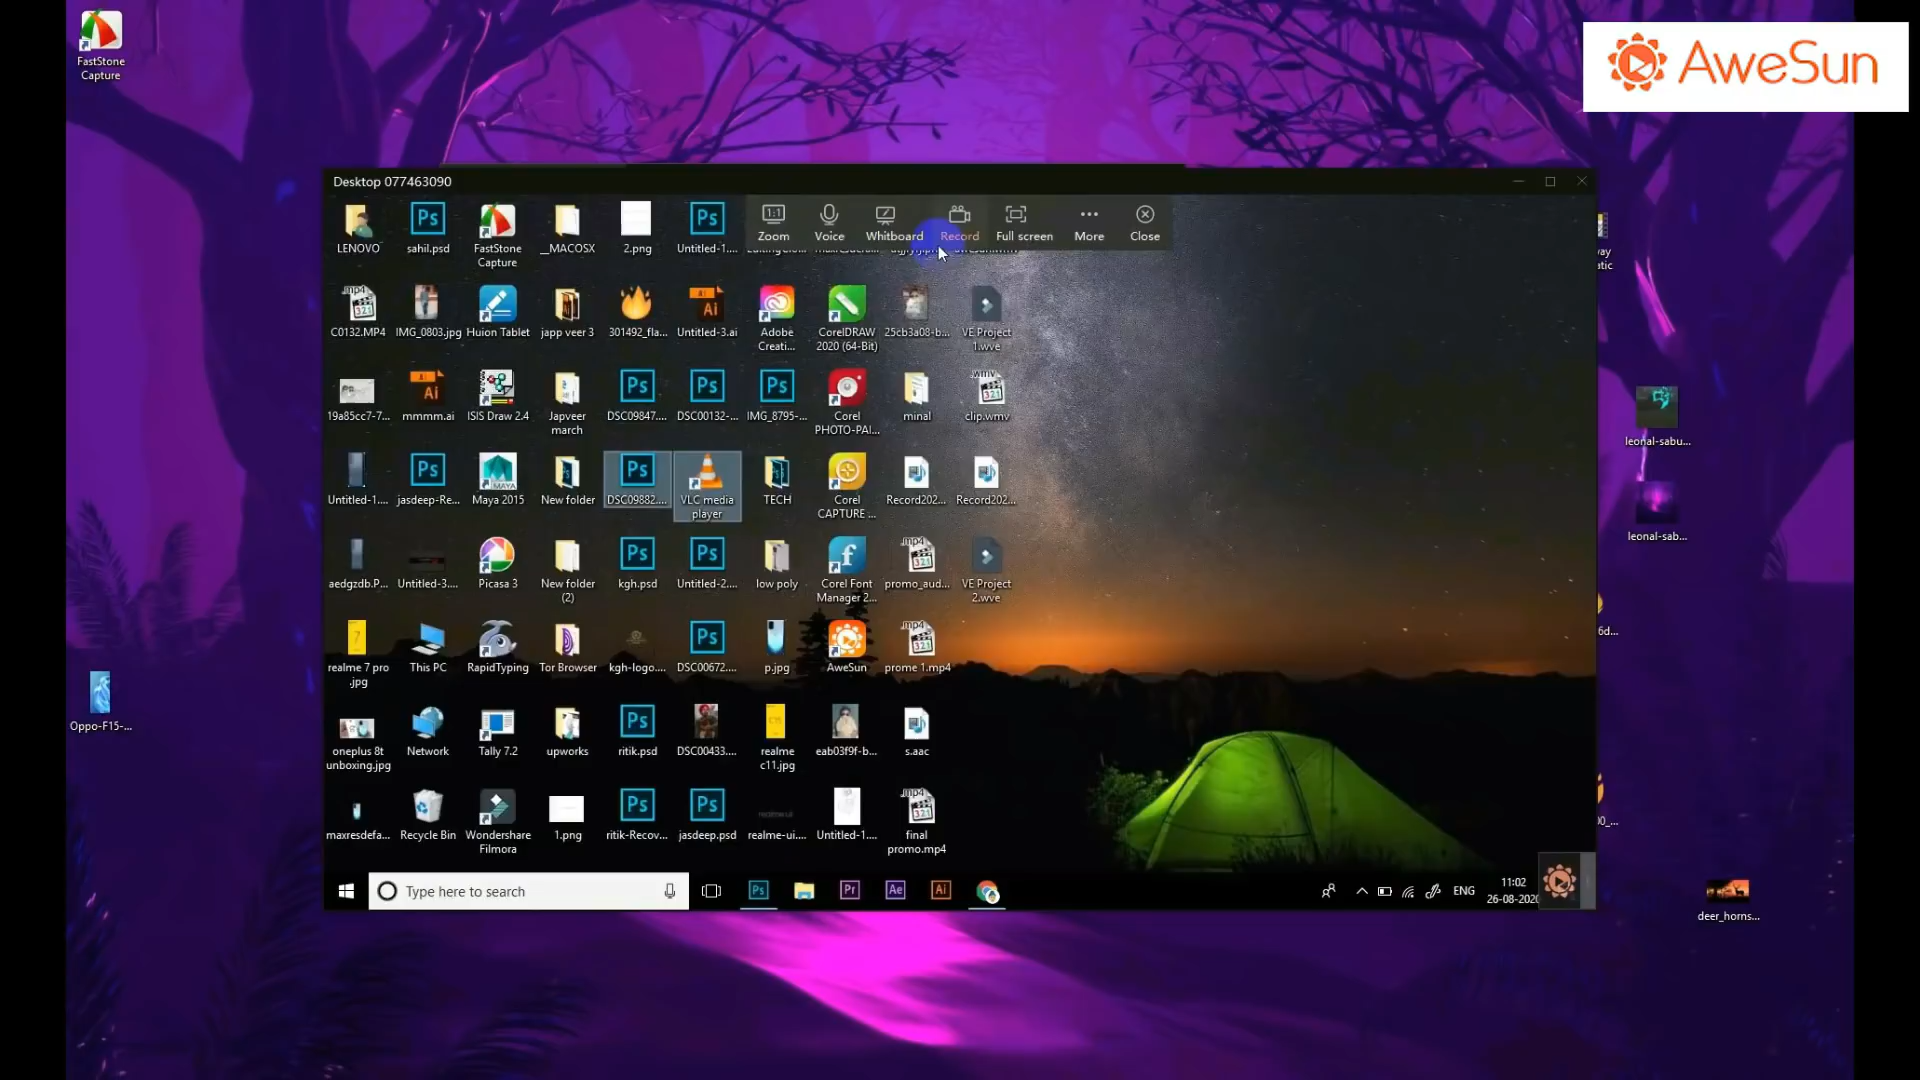 FastStone
Capture
AweSun
Desktop 077463090
Zoom
Voice
Whitboard
Record
Full screen
More
Close
LENOVO
sahil.psd
FastStone
Capture
__MACOSX
2.png
Untitled-1....
C0132.MP4
IMG_0803.jpg
Huion Tablet
japp veer 3
301492_fla...
Untitled-3.ai
Adobe
Creati...
CorelDRAW
2020 (64-Bit)
25cb3a08-b...
VE Project
1.wve
19a85cc7-7...
mmmm.ai
ISIS Draw 2.4
Japveer
march
DSC09847....
DSC00132-...
IMG_8795-...
Corel
PHOTO-PAI...
minal
clip.wmv
leonal-sabu...
Untitled-1....
jasdeep-Re...
Maya 2015
New folder
DSC09882....
VLC media
player
TECH
Corel
CAPTURE ...
Record202...
Record202...
leonal-sab...
aedgzdb.P...
Untitled-3....
Picasa 3
New folder
(2)
kgh.psd
Untitled-2....
low poly
Corel Font
Manager 2...
promo_aud...
VE Project
2.wve
realme 7 pro
.jpg
This PC
RapidTyping
Tor Browser
kgh-logo....
DSC00672....
p.jpg
AweSun
prome 1.mp4
Oppo-F15-...
oneplus 8t
unboxing.jpg
Network
Tally 7.2
upworks
ritik.psd
DSC00433....
realme
c11.jpg
eab03f9f-b...
s.aac
maxresdefa...
Recycle Bin
Wondershare
Filmora
1.png
ritik-Recov...
jasdeep.psd
realme-ui....
Untitled-1....
final
promo.mp4
Type here to search
ENG
11:02
26-08-2020
deer_horns...